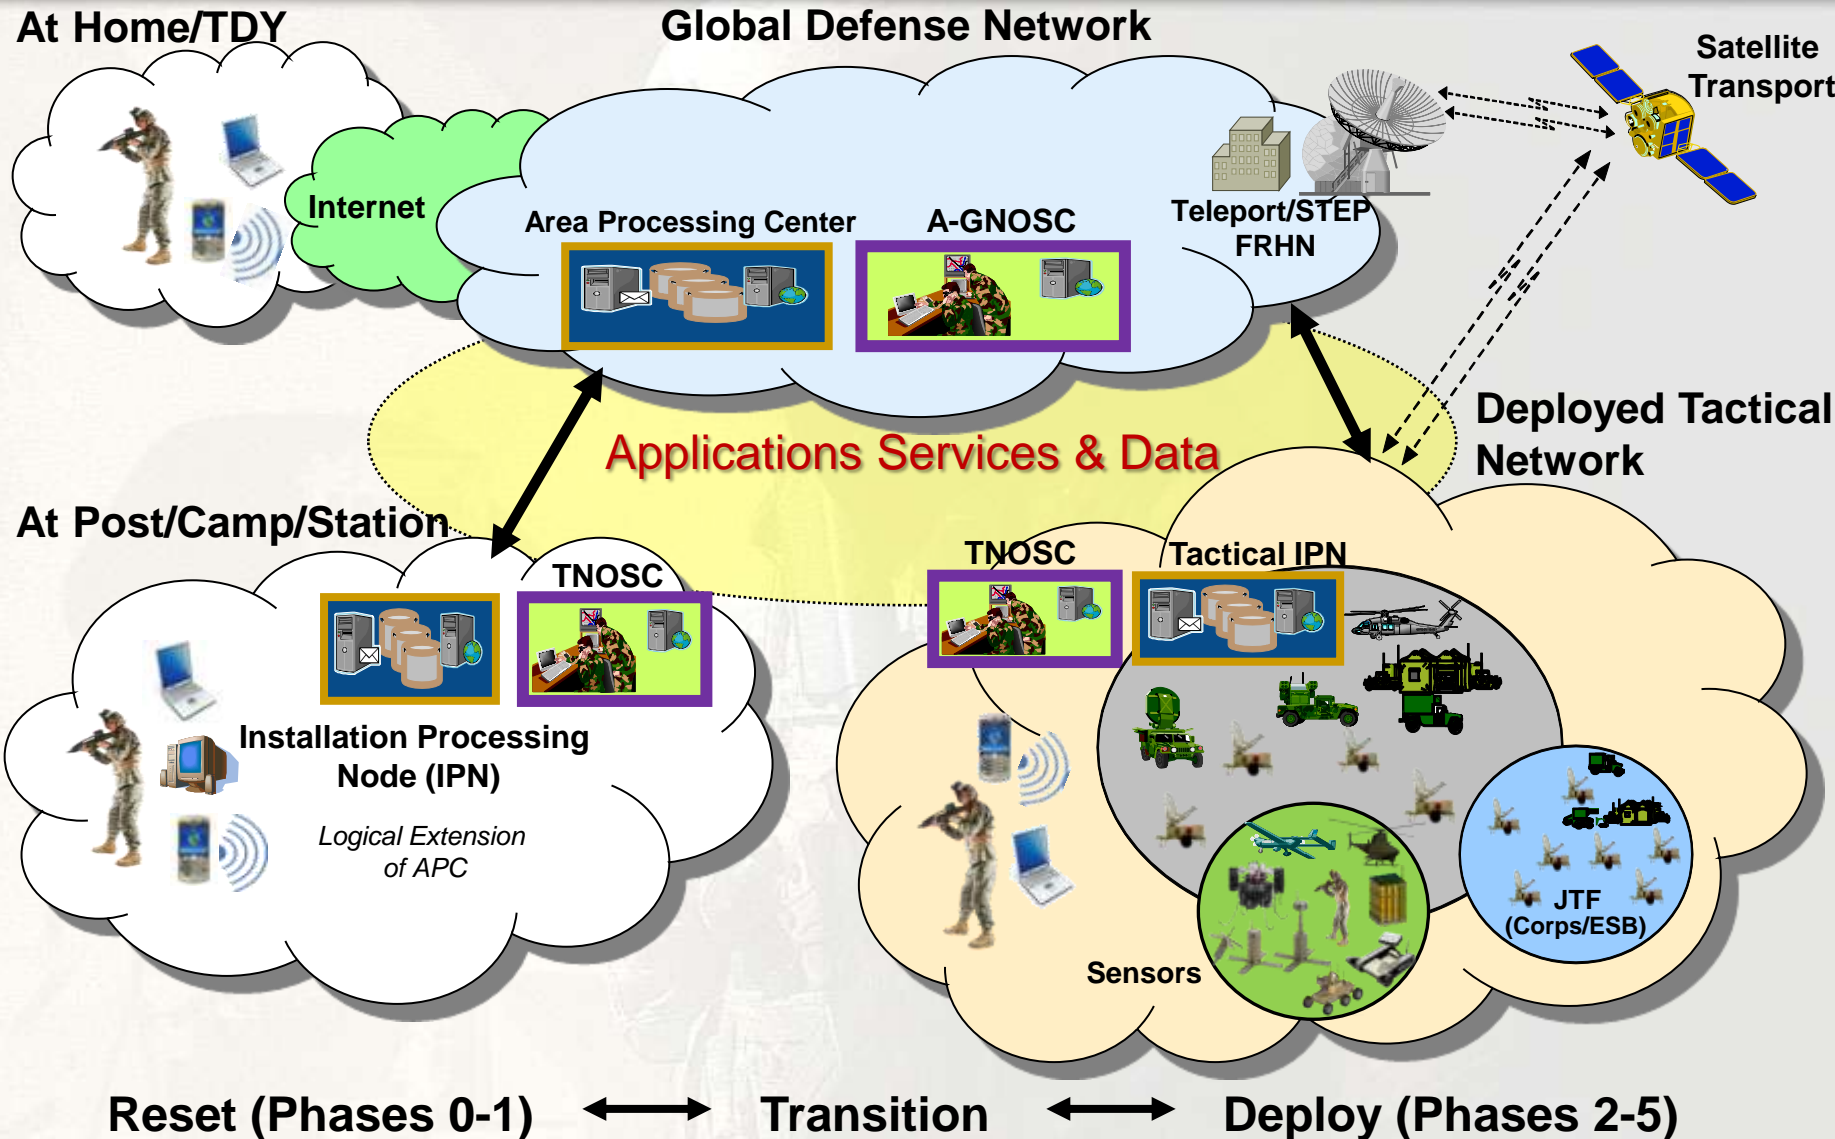 At Home/TDY
Global Defense Network
Satellite
Transport
Internet
Area Processing Center
A-GNOSC
Teleport/STEP
FRHN
Applications Services & Data
Deployed Tactical
Network
At Post/Camp/Station
TNOSC
TNOSC
Tactical IPN
Installation Processing
Node (IPN)
Logical Extension
of APC
JTF
(Corps/ESB)
Sensors
Reset (Phases 0-1)
Transition
Deploy (Phases 2-5)